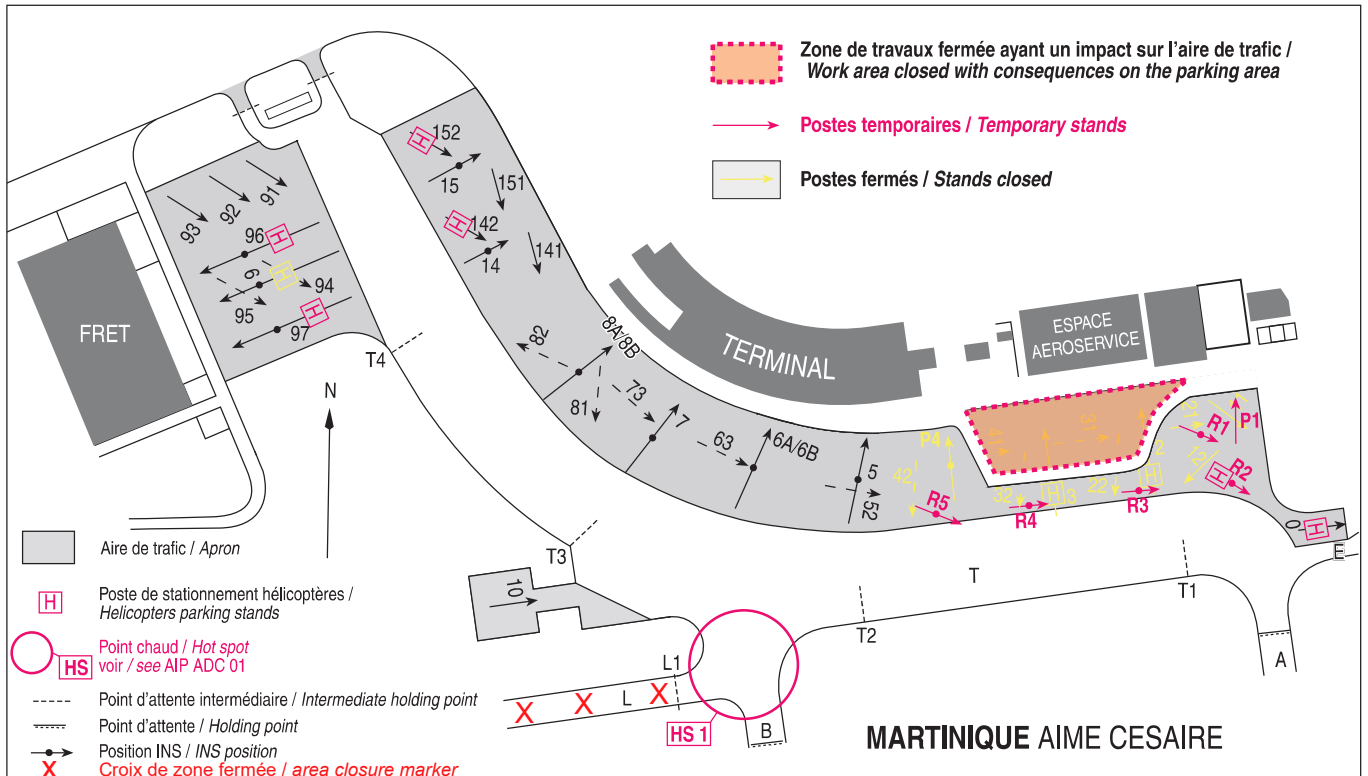 Zone de travaux fermée ayant un impact sur l'aire de trafic /
Work area closed with consequences on the parking area
Postes temporaires / Temporary stands
Postes fermés / Stands closed
152
H
15
151
142
H
14
141
93
92
91
96
H
6
H
94
95
97
H
FRET
T4
N
82
8A/8B
81
73
7
63
6A/6B
5
52
TERMINAL
ESPACE
AEROSERVICE
P4
42
R5
41
31
32
H
3
R4
22
H
2
R3
21
12
R1
P1
R2
H
0
H
E
T3
10
T
T1
T2
A
L1
L
X X X
B
HS 1
Aire de trafic / Apron
H
Poste de stationnement hélicoptères /
Helicopters parking stands
HS
Point chaud / Hot spot
voir / see AIP ADC 01
Point d'attente intermédiaire / Intermediate holding point
Point d'attente / Holding point
Position INS / INS position
X
Croix de zone fermée / area closure marker
MARTINIQUE AIME CESAIRE